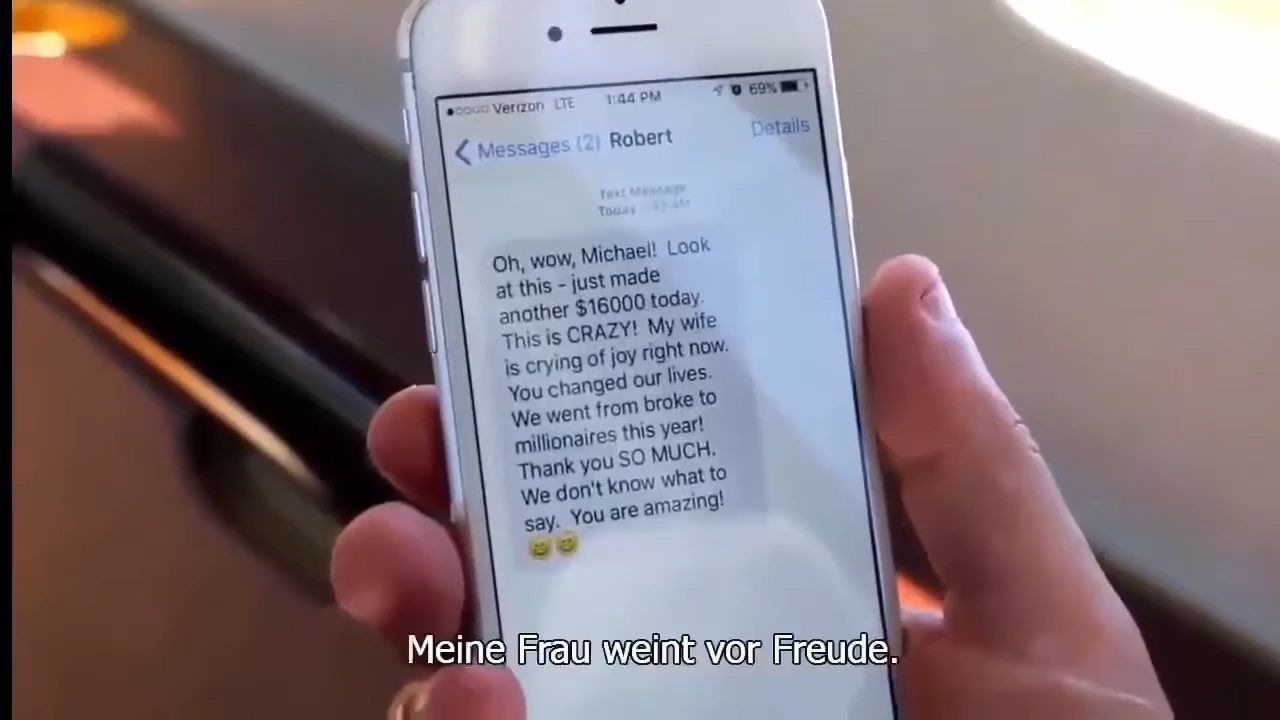 Verizon LTE 1:44 PM 69%
Messages (2) Robert Details
Text Message
Today
Oh, wow, Michael! Look
at this - just made
another $16000 today.
This is CRAZY! My wife
is crying of joy right now.
You changed our lives.
We went from broke to
millionaires this year!
Thank you SO MUCH.
We don't know what to
say. You are amazing!
😄😄
Meine Frau weint vor Freude.